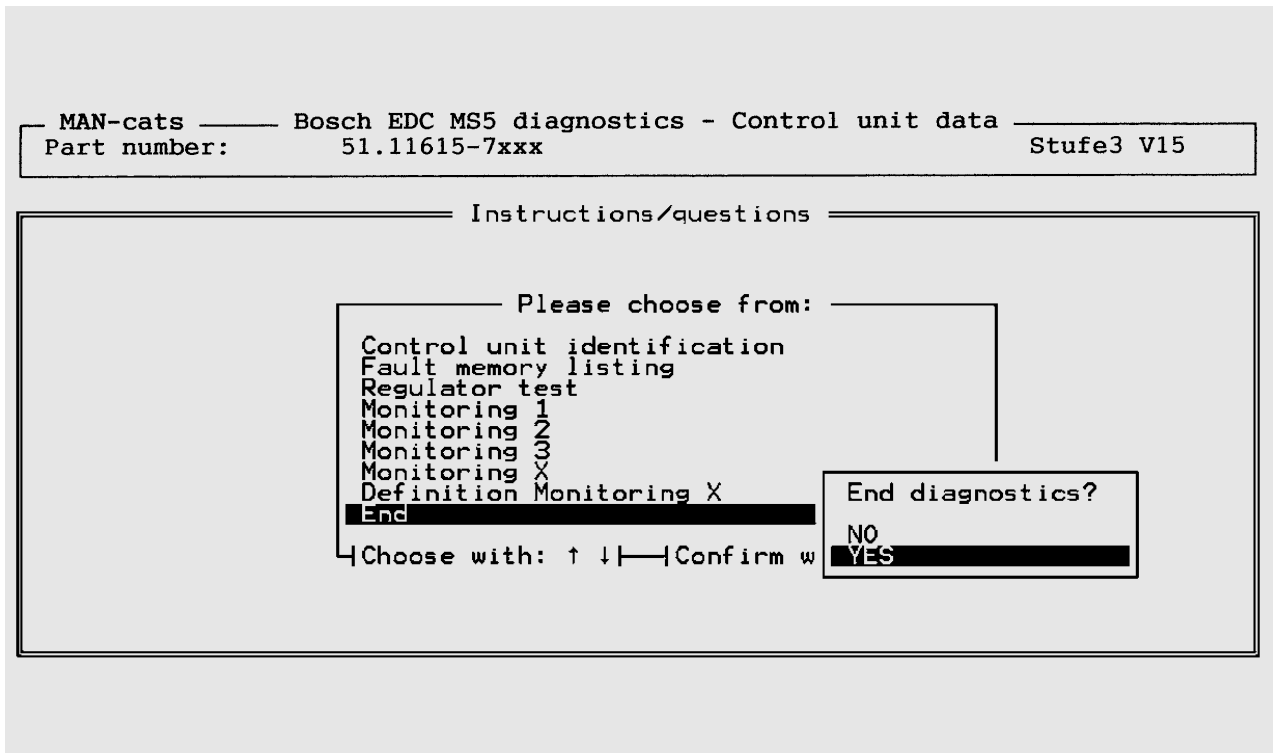 MAN-cats Bosch EDC MS5 diagnostics - Control unit data
Part number: 51.11615-7xxx Stufe3 V15
Instructions/questions
Please choose from:
Control unit identification
Fault memory listing
Regulator test
Monitoring 1
Monitoring 2
Monitoring 3
Monitoring X
Definition Monitoring X
End
Choose with: ↑ ↓ Confirm w
End diagnostics?
NO
YES